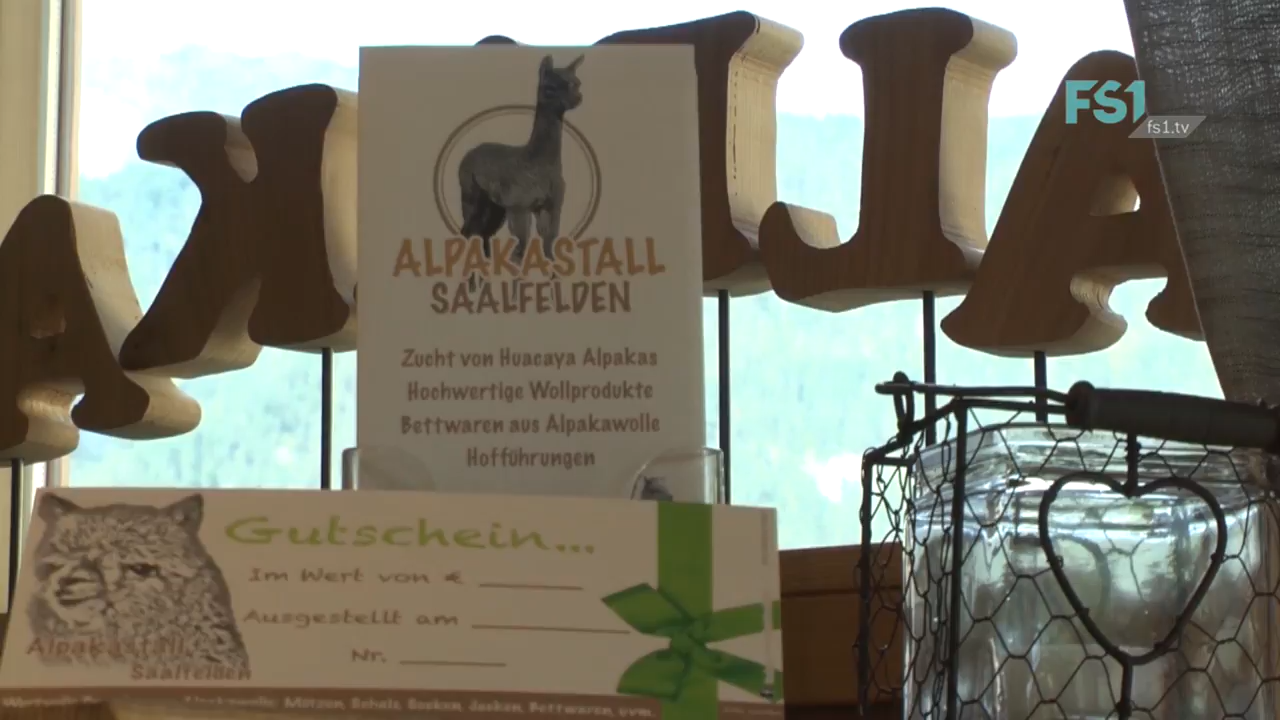 FS1
fs1.tv
ALPAKASTALL
SAALFELDEN
Zucht von Huacaya Alpakas
Hochwertige Wollprodukte
Bettwaren aus Alpakawolle
Hofführungen
Gutschein...
Im Wert von €
Ausgestellt am
Nr.
Alpakastall
Saalfelden
Mützen, Schals, Socken, Jacken, Bettwaren, uvm.